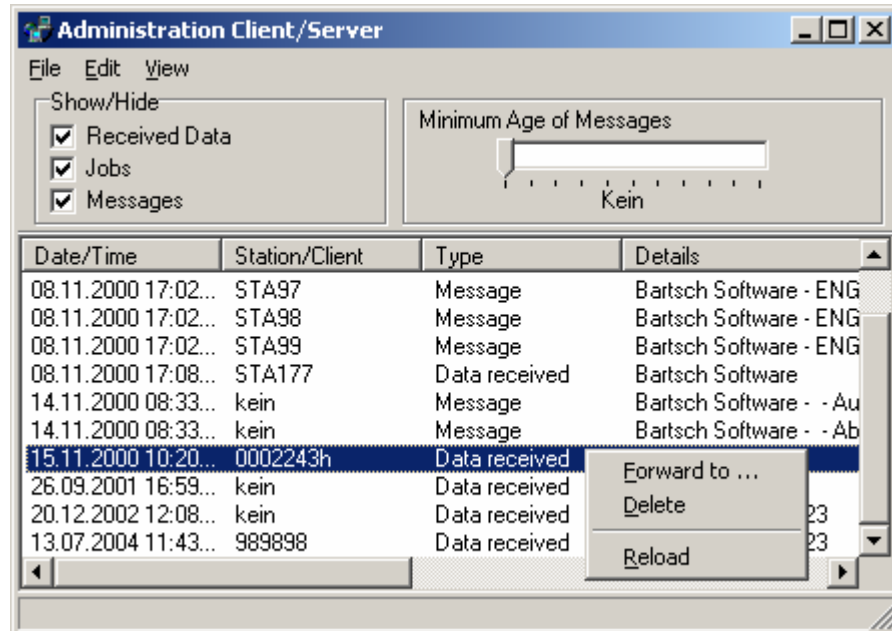 Administration Client/Server
File Edit View
Show/Hide
Received Data
Jobs
Messages
Minimum Age of Messages
Kein
Date/Time Station/Client Type Details
08.11.2000 17:02... STA97 Message Bartsch Software - ENG
08.11.2000 17:02... STA98 Message Bartsch Software - ENG
08.11.2000 17:02... STA99 Message Bartsch Software - ENG
08.11.2000 17:08... STA177 Data received Bartsch Software
14.11.2000 08:33... kein Message Bartsch Software - - Au
14.11.2000 08:33... kein Message Bartsch Software - - Ab
15.11.2000 10:20... 0002243h Data received
26.09.2001 16:59... kein Data received
20.12.2002 12:08... kein Data received 23
13.07.2004 11:43... 989898 Data received 23
Forward to ...
Delete
Reload